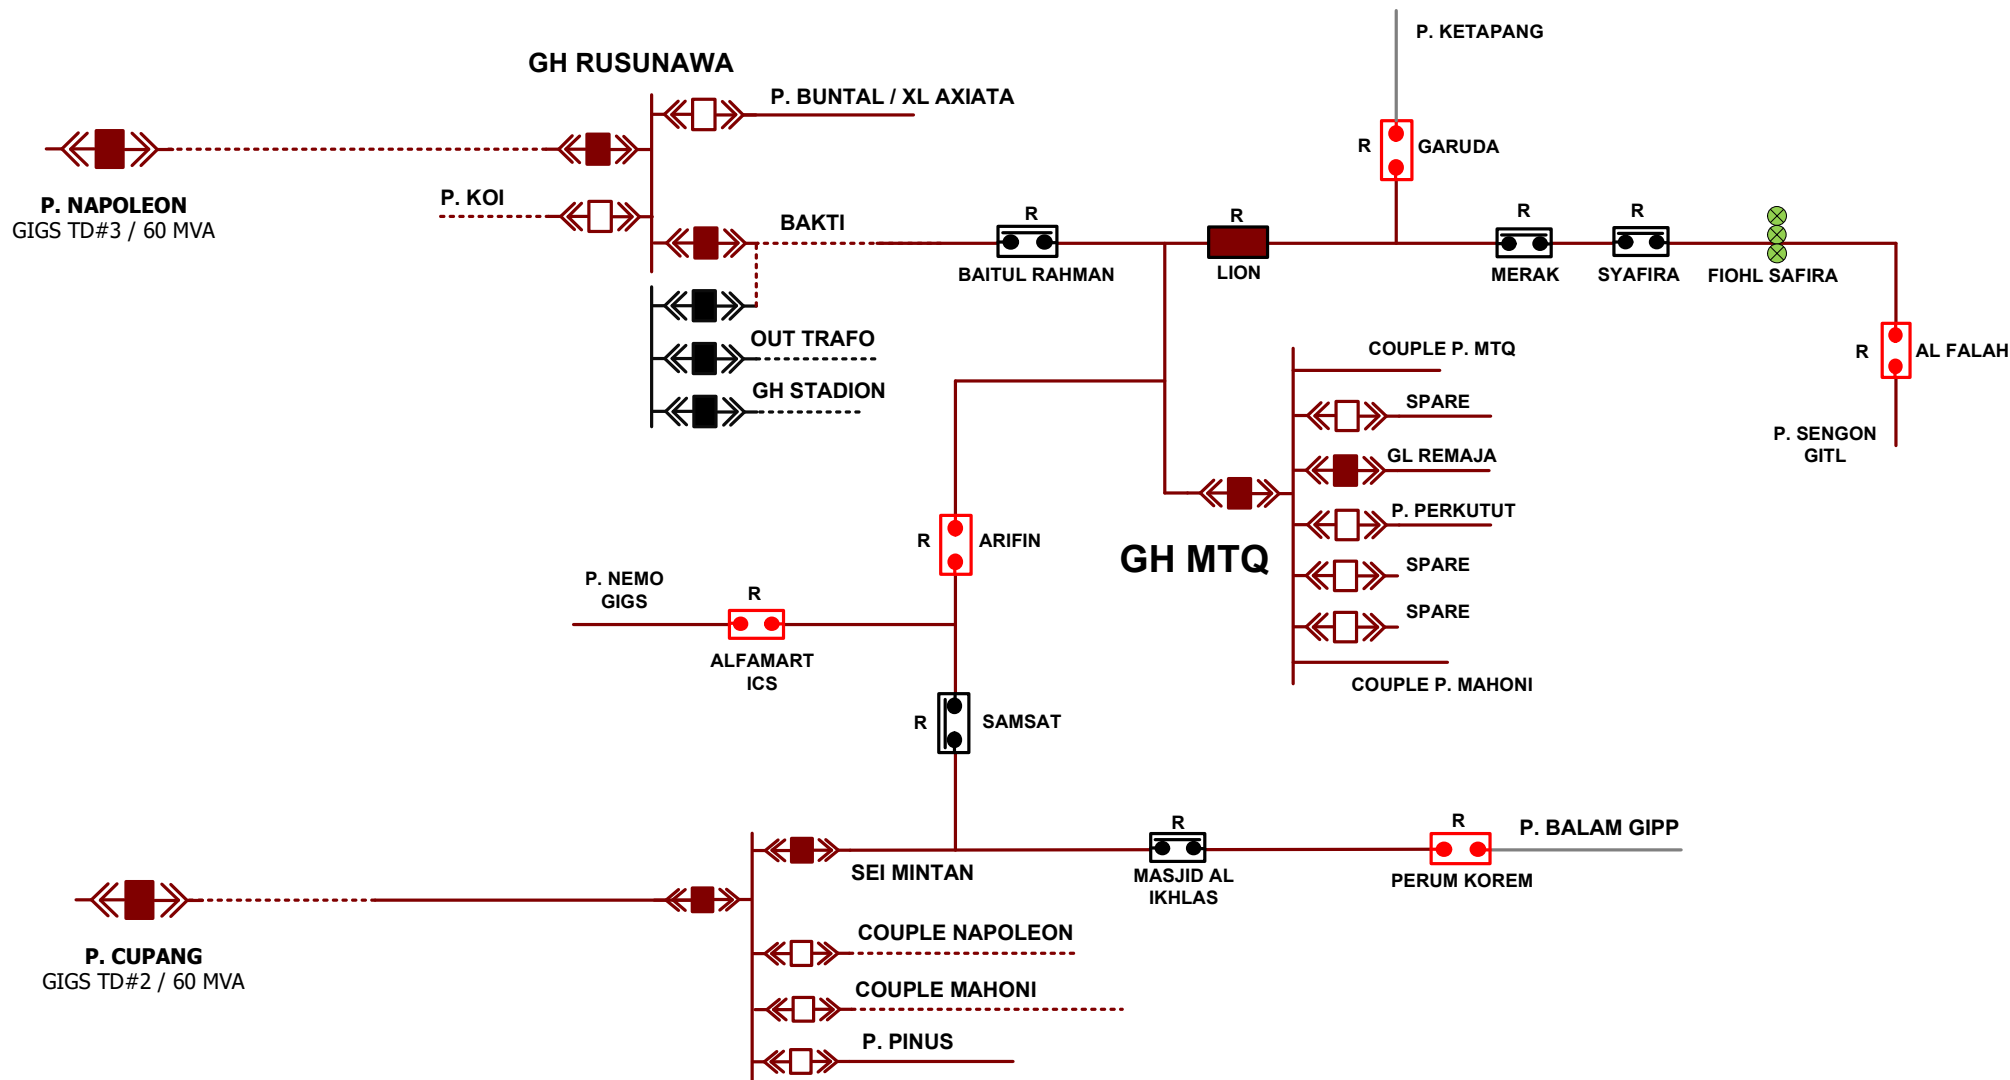 P. KETAPANG
GH RUSUNAWA
P. BUNTAL / XL AXIATA
R
GARUDA
P. NAPOLEON
GIGS TD#3 / 60 MVA
P. KOI
BAKTI
R
BAITUL RAHMAN
R
LION
R
MERAK
R
SYAFIRA
FIOHL SAFIRA
OUT TRAFO
GH STADION
COUPLE P. MTQ
R
AL FALAH
SPARE
P. SENGON
GITL
GL REMAJA
P. PERKUTUT
R
ARIFIN
GH MTQ
SPARE
P. NEMO
GIGS
R
SPARE
ALFAMART
ICS
COUPLE P. MAHONI
R
SAMSAT
R
R
P. BALAM GIPP
SEI MINTAN
MASJID AL
IKHLAS
PERUM KOREM
P. CUPANG
GIGS TD#2 / 60 MVA
COUPLE NAPOLEON
COUPLE MAHONI
P. PINUS